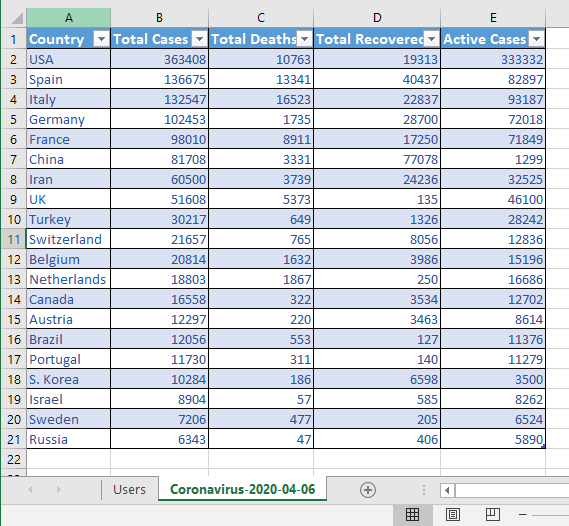 A B C D E
1 Country Total Cases Total Deaths Total Recovered Active Cases
2 USA 363408 10763 19313 333332
3 Spain 136675 13341 40437 82897
4 Italy 132547 16523 22837 93187
5 Germany 102453 1735 28700 72018
6 France 98010 8911 17250 71849
7 China 81708 3331 77078 1299
8 Iran 60500 3739 24236 32525
9 UK 51608 5373 135 46100
10 Turkey 30217 649 1326 28242
11 Switzerland 21657 765 8056 12836
12 Belgium 20814 1632 3986 15196
13 Netherlands 18803 1867 250 16686
14 Canada 16558 322 3534 12702
15 Austria 12297 220 3463 8614
16 Brazil 12056 553 127 11376
17 Portugal 11730 311 140 11279
18 S. Korea 10284 186 6598 3500
19 Israel 8904 57 585 8262
20 Sweden 7206 477 205 6524
21 Russia 6343 47 406 5890
22
Users Coronavirus-2020-04-06